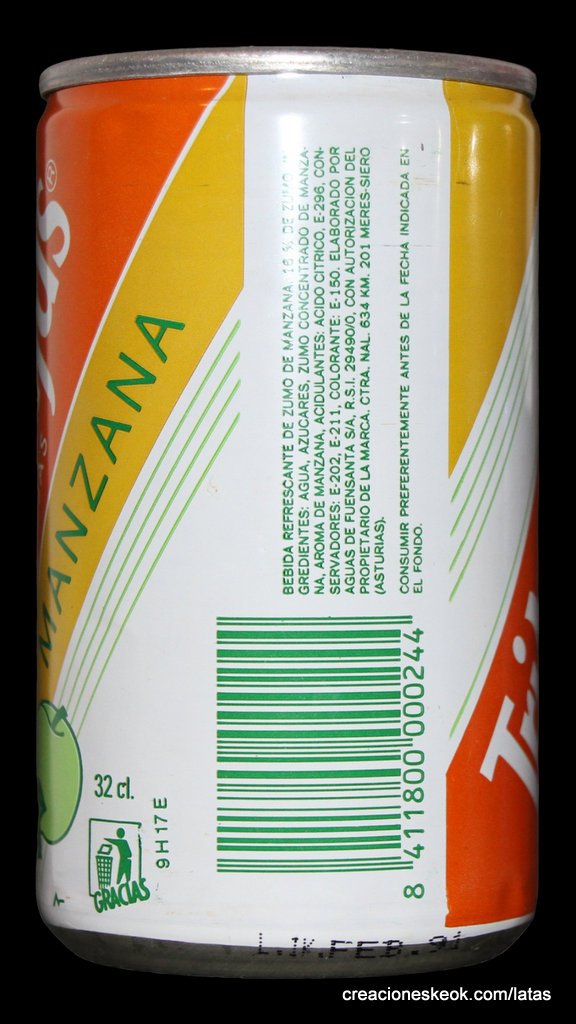 MANZANA
BEBIDA REFRESCANTE DE ZUMO DE MANZANA. 16 % DE ZUMO.
GREDIENTES: AGUA, AZUCARES, ZUMO CONCENTRADO DE MANZA-
NA, AROMA DE MANZANA, ACIDULANTES: ACIDO CITRICO, E-296, CON-
SERVADORES: E-202, E-211, COLORANTE: E-150. ELABORADO POR
AGUAS DE FUENSANTA S/A, R.S.I. 29490/O, CON AUTORIZACION DEL
PROPIETARIO DE LA MARCA. CTRA. NAL. 634 KM. 201 MERES-SIERO
(ASTURIAS).
CONSUMIR PREFERENTEMENTE ANTES DE LA FECHA INDICADA EN
EL FONDO.
8 411800 000244
32 cl.
9H17E
GRACIAS
FEB. 91
creacioneskeok.com/latas